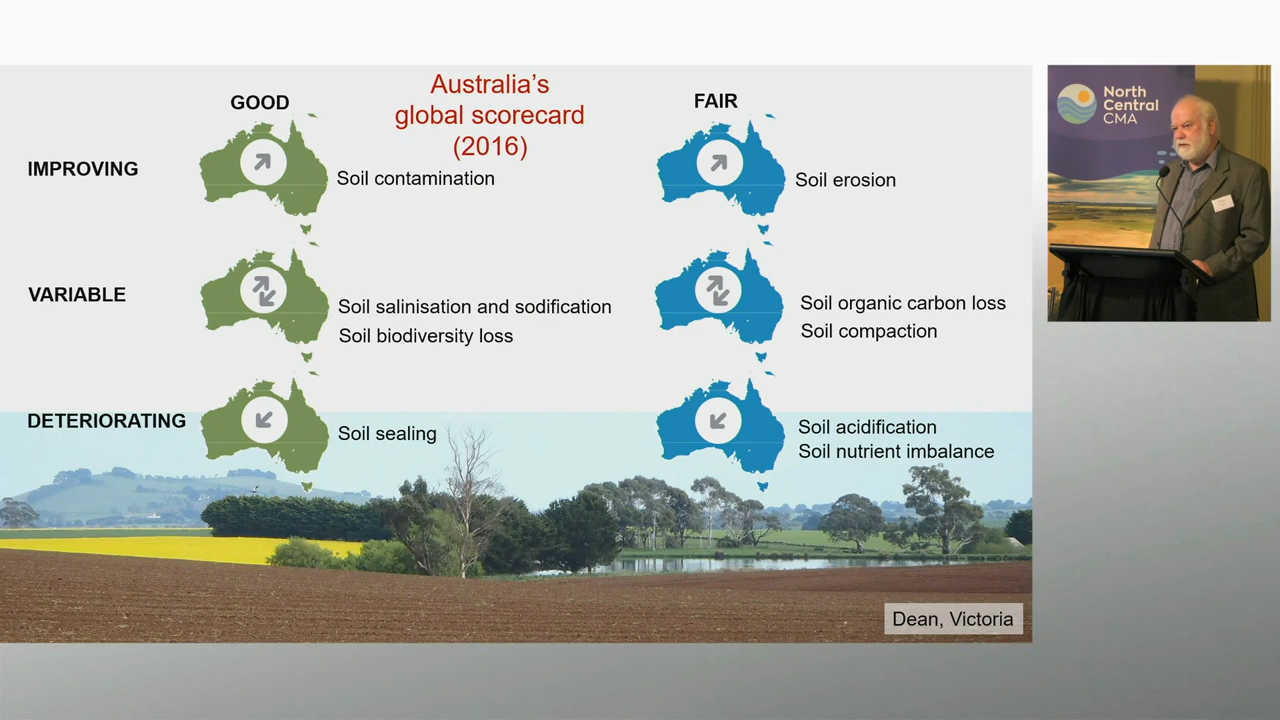 Australia's
global scorecard
(2016)
GOOD
FAIR
IMPROVING
Soil contamination
Soil erosion
VARIABLE
Soil salinisation and sodification
Soil biodiversity loss
Soil organic carbon loss
Soil compaction
DETERIORATING
Soil sealing
Soil acidification
Soil nutrient imbalance
Dean, Victoria
North
Central
CMA